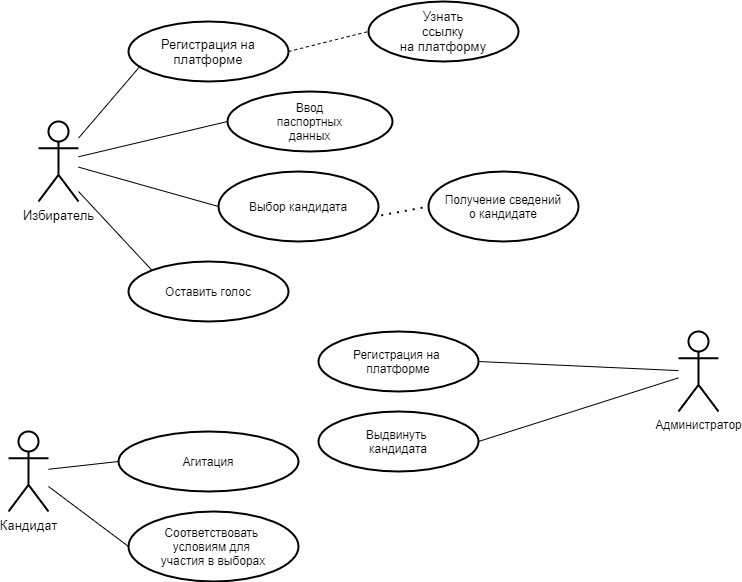 Узнать
ссылку
на платформу
Регистрация на
платформе
Ввод
паспортных
данных
Избиратель
Выбор кандидата
Получение сведений
о кандидате
Оставить голос
Регистрация на
платформе
Администратор
Выдвинуть
кандидата
Агитация
Кандидат
Соответствовать
условиям для
участия в выборах